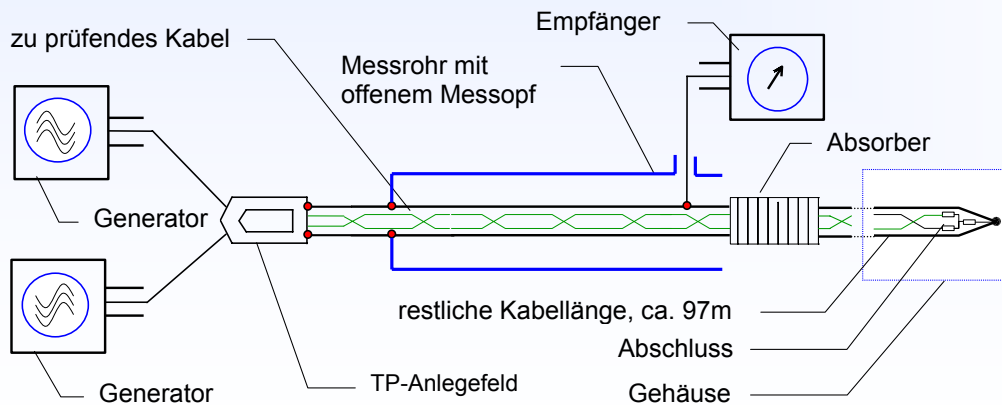 Empfänger
zu prüfendes Kabel
Messrohr mit
offenem Messopf
Absorber
Generator
restliche Kabellänge, ca. 97m
Abschluss
Generator
TP-Anlegefeld
Gehäuse